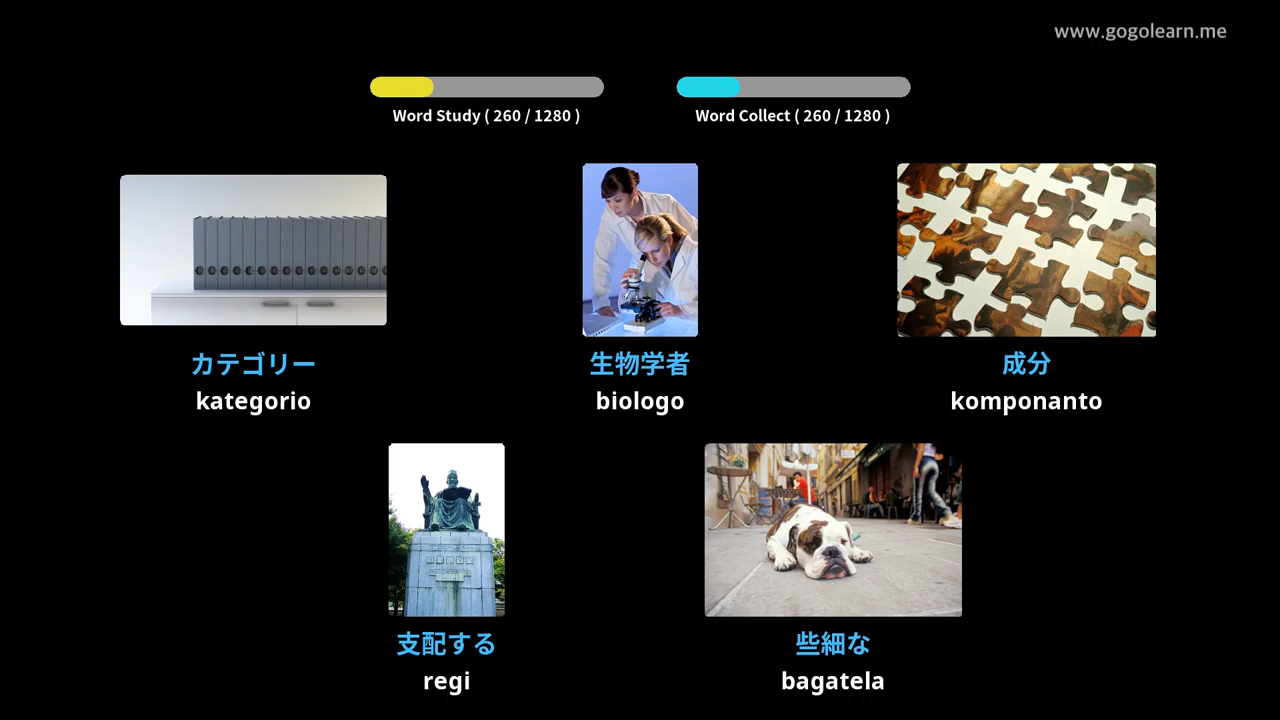 www.gogolearn.me
Word Study ( 260 / 1280 )
Word Collect ( 260 / 1280 )
カテゴリー
kategorio
生物学者
biologo
成分
komponanto
支配する
regi
些細な
bagatela